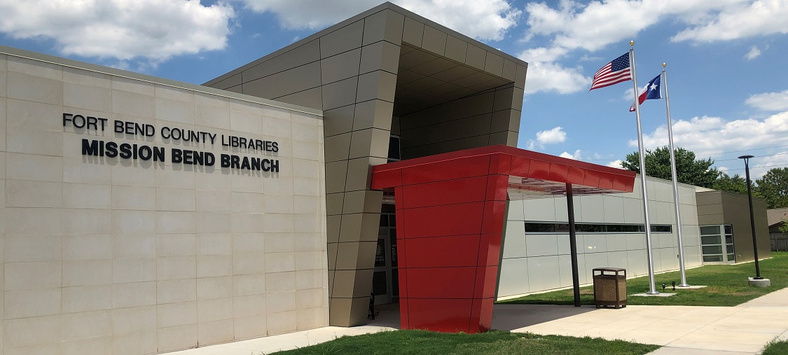 FORT BEND COUNTY LIBRARIES
MISSION BEND BRANCH